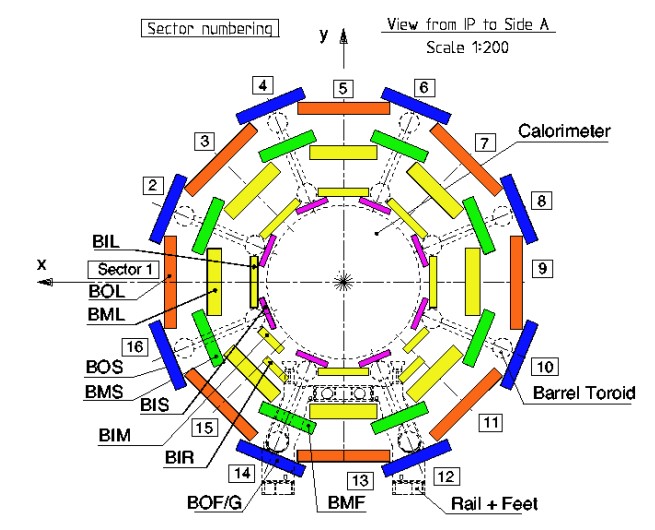 Sector numbering
View from IP to Side A
Scale 1:200
y
4
5
6
3
7
Calorimeter
2
8
BIL
x
Sector 1
9
BOL
BML
16
10
BOS
BMS
BIS
Barrel Toroid
BIM
15
11
BIR
14
13
12
BOF/G
BMF
Rail + Feet